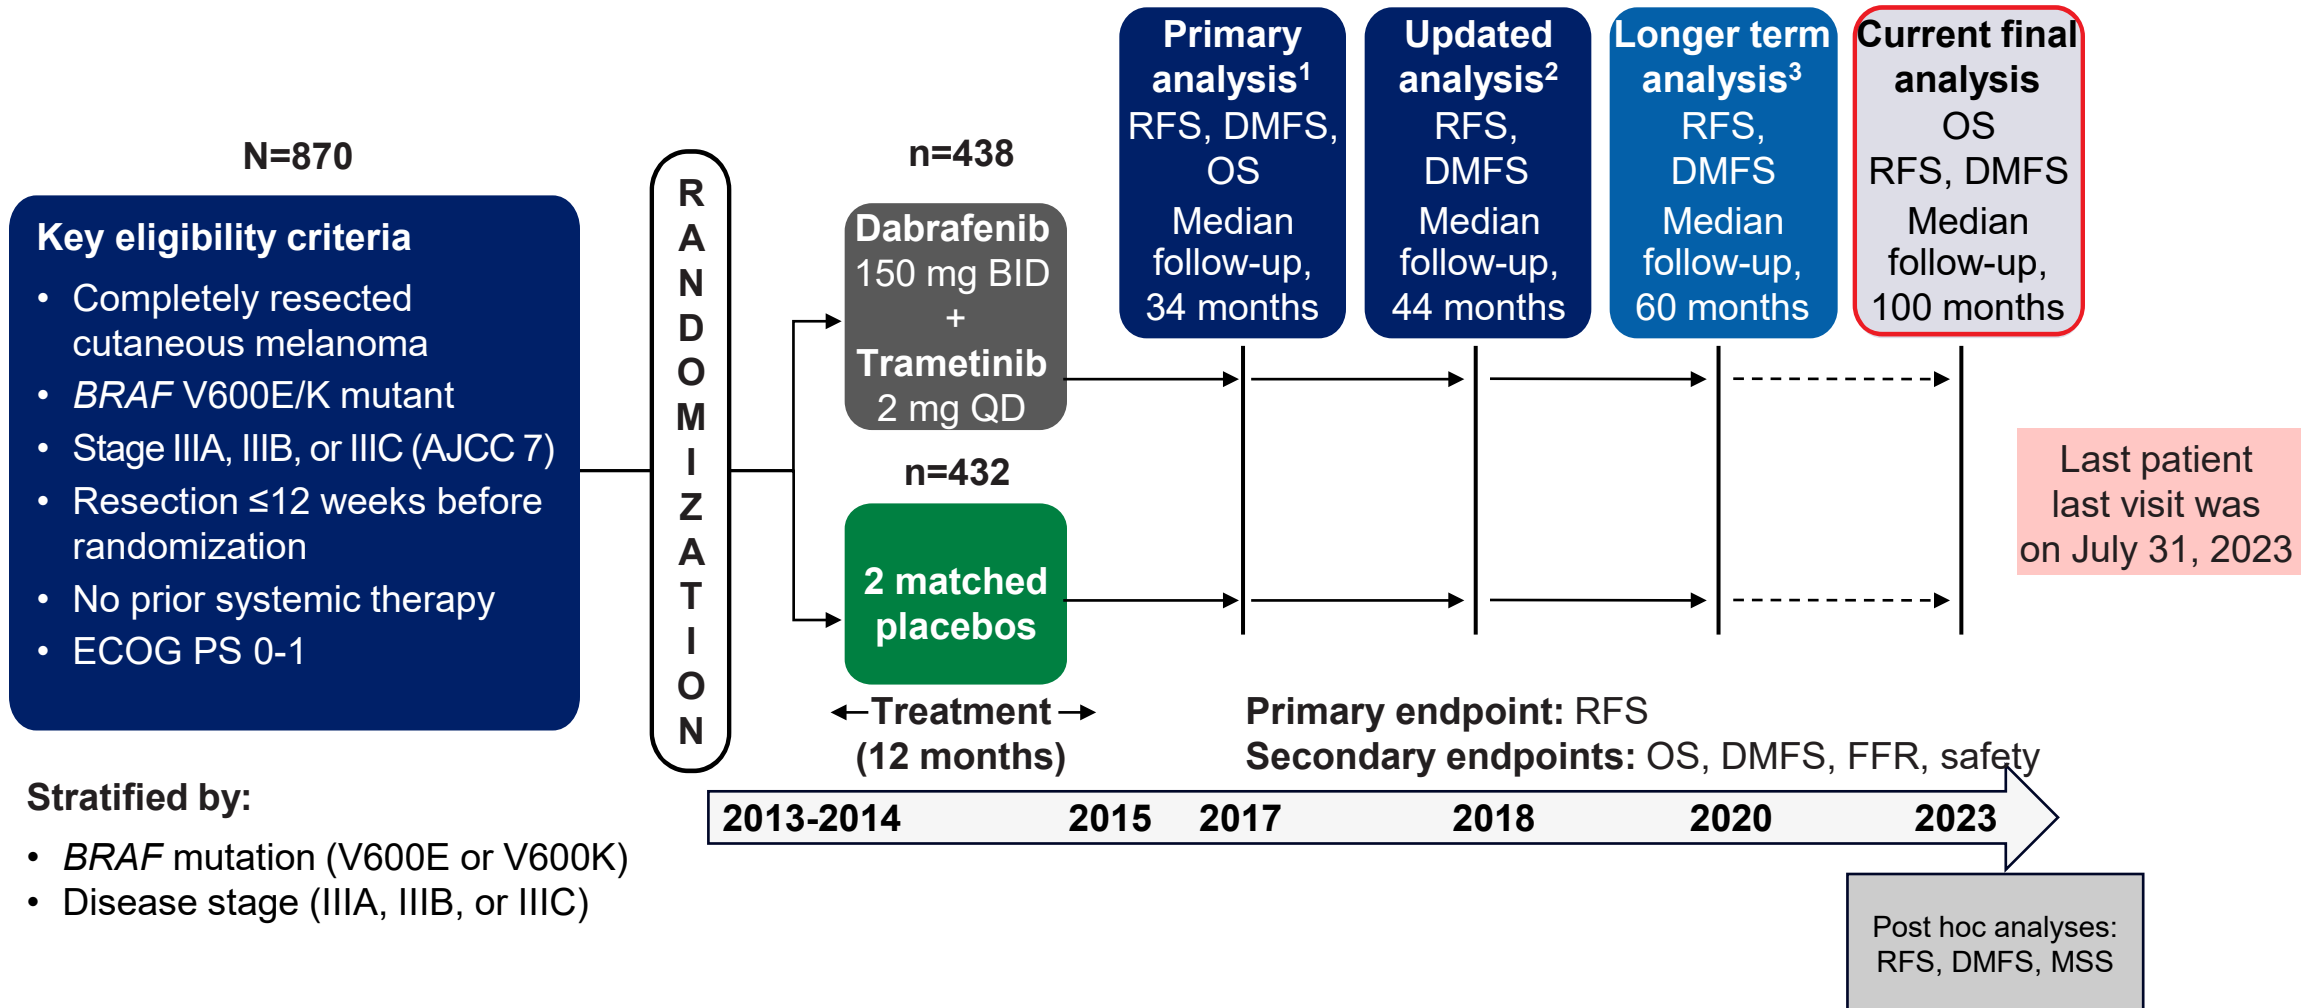 N=870
Key eligibility criteria
• Completely resected
cutaneous melanoma
• BRAF V600E/K mutant
• Stage IIIA, IIIB, or IIIC (AJCC 7)
• Resection ≤12 weeks before
randomization
• No prior systemic therapy
• ECOG PS 0-1
Stratified by:
• BRAF mutation (V600E or V600K)
• Disease stage (IIIA, IIIB, or IIIC)
RANDOMIZATION
n=438
Dabrafenib
150 mg BID
+
Trametinib
2 mg QD
n=432
2 matched
placebos
Treatment
(12 months)
Primary
analysis¹
RFS, DMFS,
OS
Median
follow-up,
34 months
Updated
analysis²
RFS,
DMFS
Median
follow-up,
44 months
Longer term
analysis³
RFS,
DMFS
Median
follow-up,
60 months
Current final
analysis
OS
RFS, DMFS
Median
follow-up,
100 months
Last patient
last visit was
on July 31, 2023
Primary endpoint: RFS
Secondary endpoints: OS, DMFS, FFR, safety
2013-2014 2015 2017 2018 2020 2023
Post hoc analyses:
RFS, DMFS, MSS